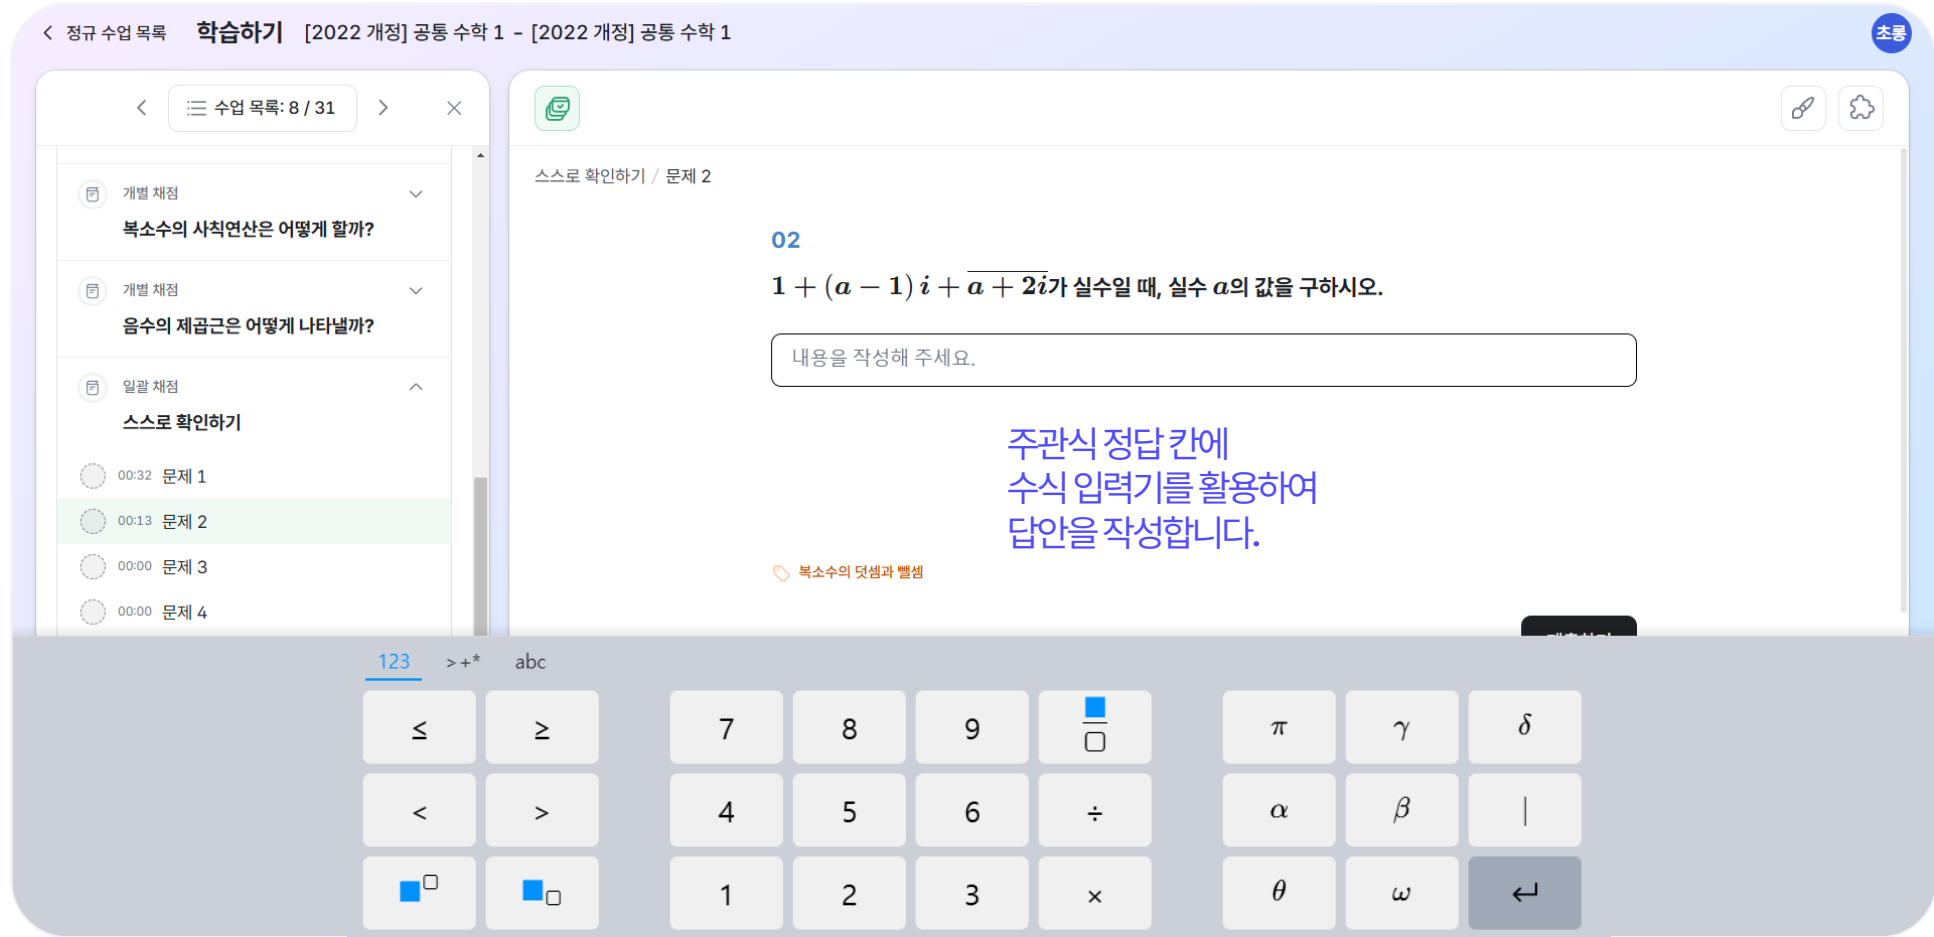 정규 수업 목록 학습하기 [2022 개정] 공통 수학 1 - [2022 개정] 공통 수학 1 초롱
수업 목록: 8 / 31
개별 채점
복소수의 사칙연산은 어떻게 할까?
개별 채점
음수의 제곱근은 어떻게 나타낼까?
일괄 채점
스스로 확인하기
00:32 문제 1
00:13 문제 2
00:00 문제 3
00:00 문제 4
스스로 확인하기 / 문제 2
02
1 + (a − 1) i + \overline{a + 2i}가 실수일 때, 실수 a의 값을 구하시오.
내용을 작성해 주세요.
주관식 정답 칸에
수식 입력기를 활용하여
답안을 작성합니다.
복소수의 덧셈과 뺄셈
123 >+* abc
≤ ≥ 7 8 9 π γ δ
< > 4 5 6 ÷ α β |
1 2 3 × θ ω